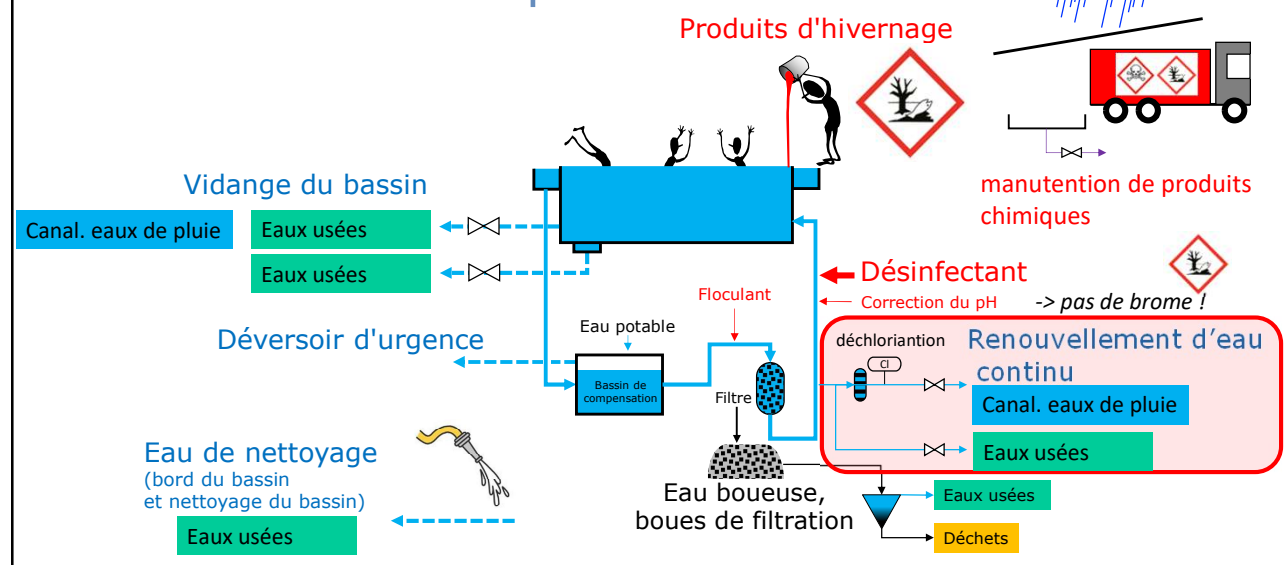 Produits d'hivernage
manutention de produits
chimiques
Vidange du bassin
Canal. eaux de pluie
Eaux usées
Eaux usées
Désinfectant
Correction du pH
-> pas de brome !
Floculant
Eau potable
Déversoir d'urgence
Bassin de
compensation
Filtre
déchloriantion
Cl
Renouvellement d'eau
continu
Canal. eaux de pluie
Eaux usées
Eau de nettoyage
(bord du bassin
et nettoyage du bassin)
Eaux usées
Eau boueuse,
boues de filtration
Eaux usées
Déchets